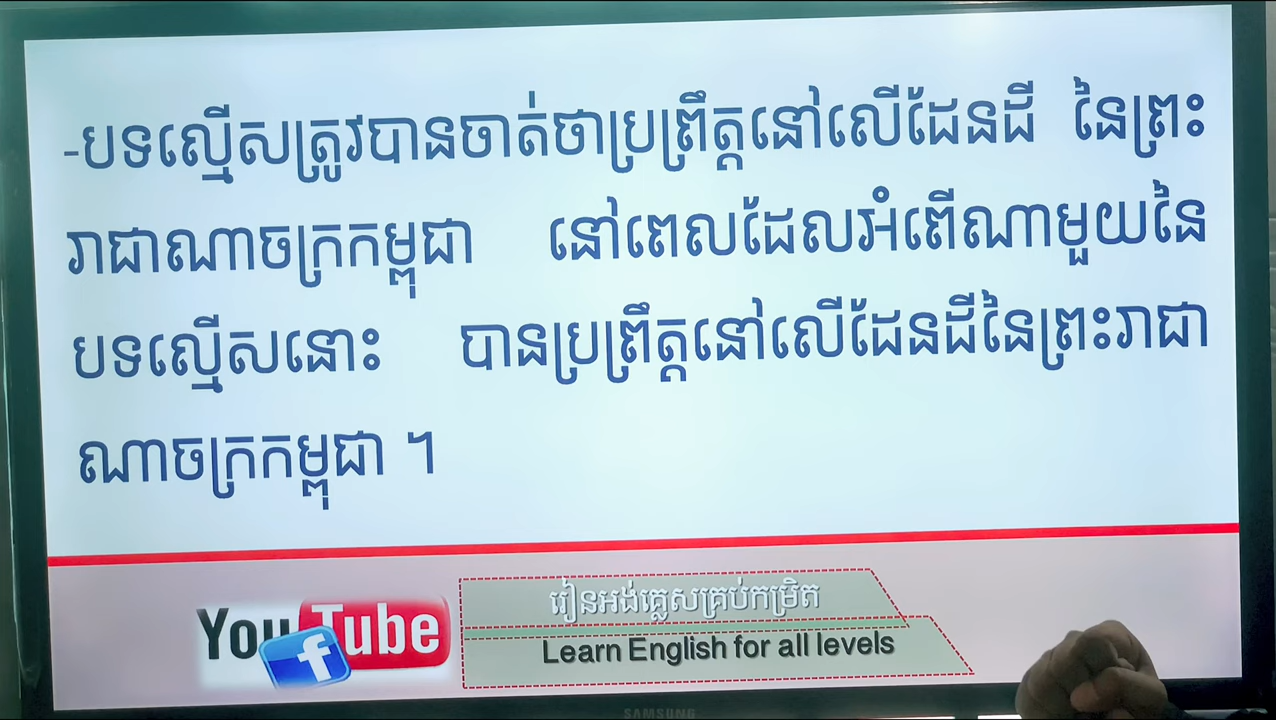 -បទល្មើសត្រូវបានចាត់ថាប្រព្រឹត្តនៅលើដែនដី នៃព្រះ
រាជាណាចក្រកម្ពុជា នៅពេលដែលអំពើណាមួយនៃ
បទល្មើសនោះ បានប្រព្រឹត្តនៅលើដែនដីនៃព្រះរាជា
ណាចក្រកម្ពុជា ។
YouTube
f
រៀនអង់គ្លេសគ្រប់កម្រិត
Learn English for all levels
SAMSUNG